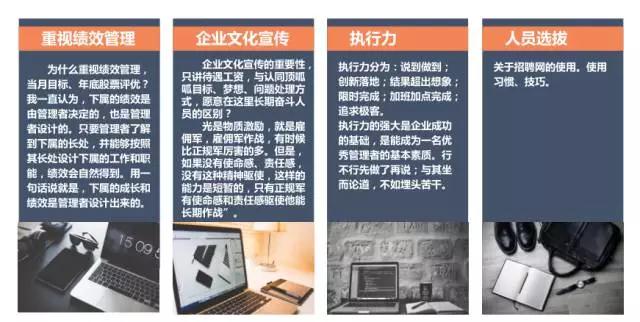 重视绩效管理
为什么重视绩效管理，
当月目标、年底股票评优？
我一直认为，下属的绩效是
由管理者决定的，也是管理
者设计的。只要管理者了解
到下属的长处，并能够按照
其长处设计下属的工作和职
能，绩效会自然得到。用一
句话说就是，下属的成长和
绩效是管理者设计出来的。
企业文化宣传
企业文化宣传的重要性，
只讲待遇工资，与认同顶呱
呱目标、梦想、问题处理方
式，愿意在这里长期奋斗人
员的区别？
光是物质激励，就是雇
佣军，雇佣军作战，有时候
比正规军厉害的多。但是，
如果没有使命感、责任感，
没有这种精神驱使，这样的
能力是短暂的，只有正规军
有使命感和责任感驱使他能
长期作战”。
执行力
执行力分为：说到做到；
创新落地；结果超出想象；
限时完成；加班加点完成；
追求极客。
执行力的强大是企业成功
的基础，是能成为一名优
秀管理者的基本素质。行
不行先做了再说；与其坐
而论道，不如埋头苦干。
人员选拔
关于招聘网的使用。使用
习惯、技巧。
15:09